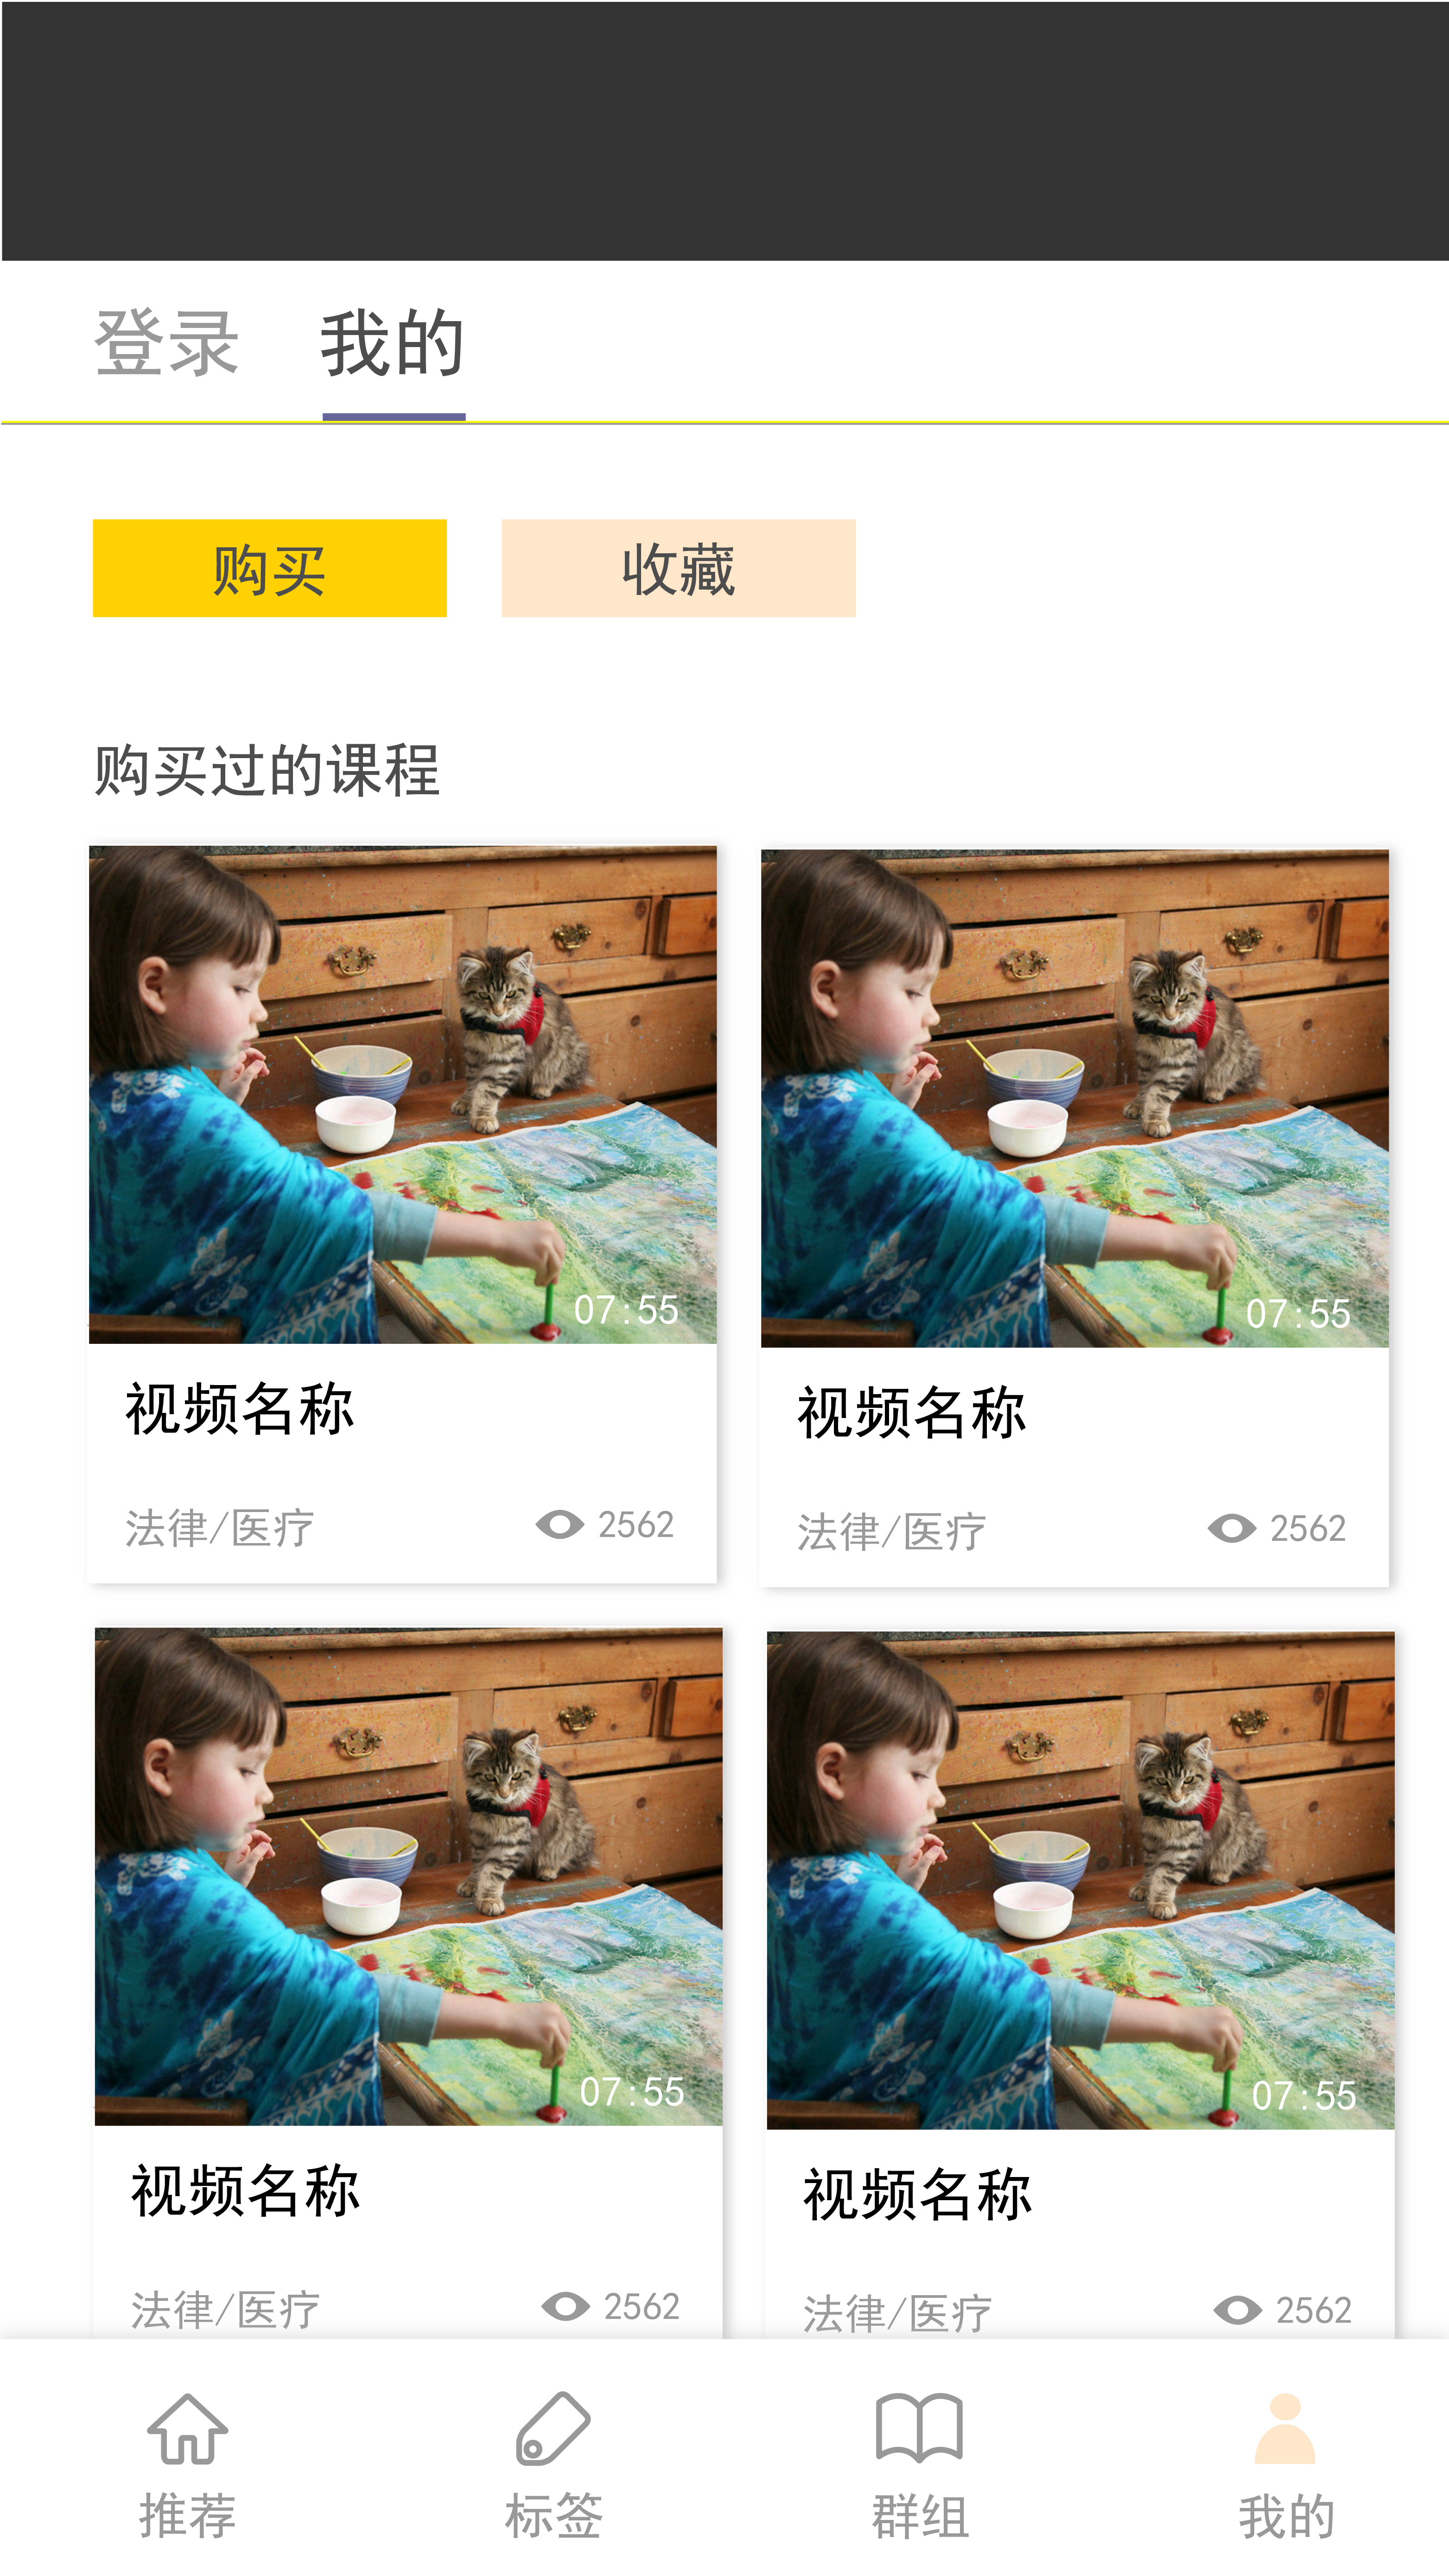 登录 我的
购买 收藏
购买过的课程
07:55 07:55
视频名称 视频名称
法律/医疗 2562 法律/医疗 2562
07:55 07:55
视频名称 视频名称
法律/医疗 2562 法律/医疗 2562
推荐 标签 群组 我的